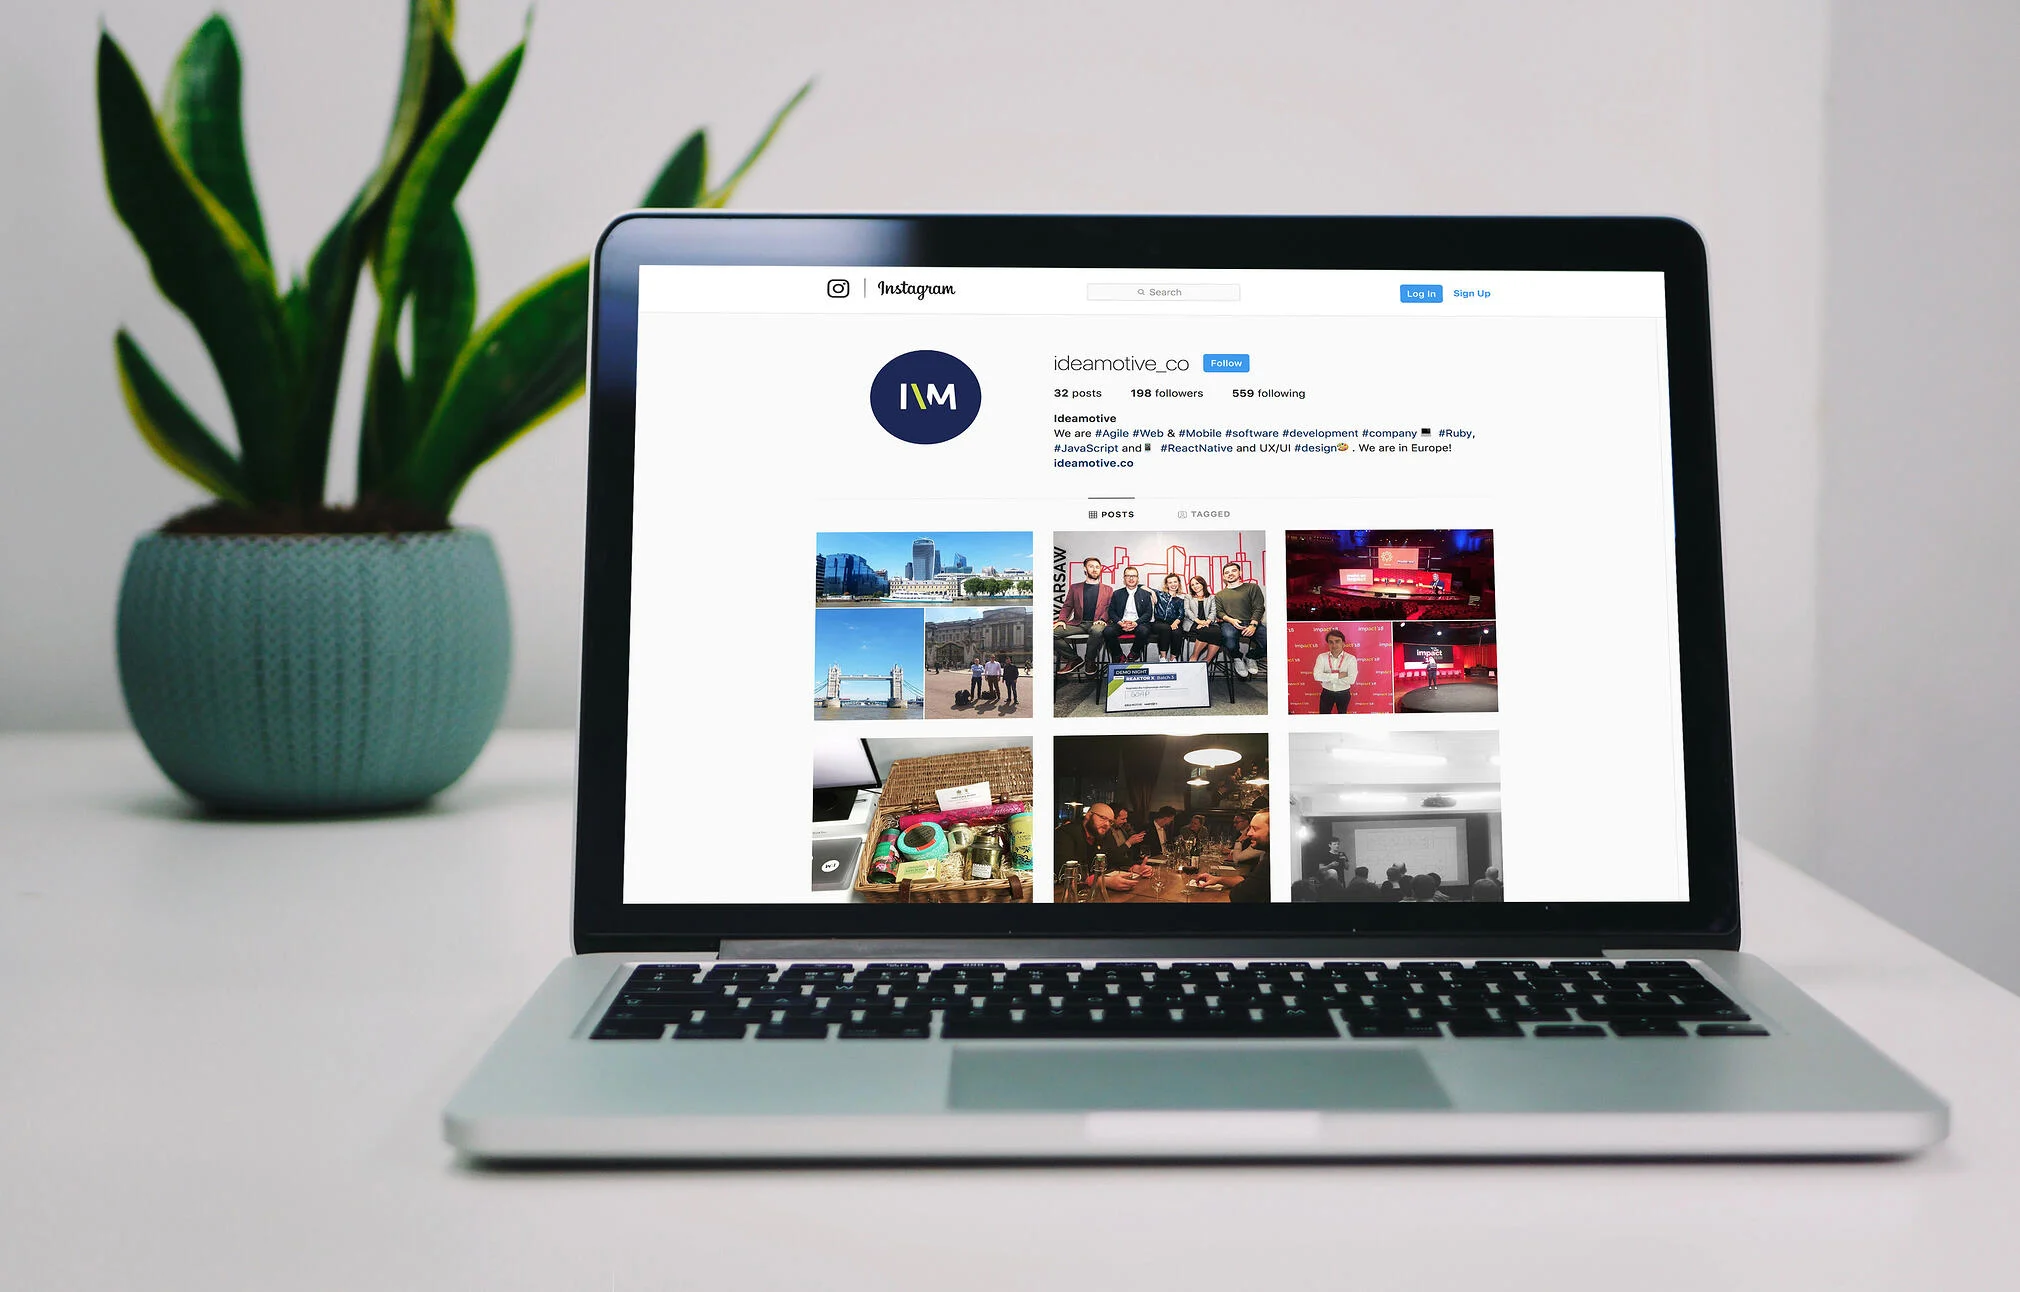 Instagram
Search
Log In
Sign Up
I\M
ideamotive_co
Follow
32 posts
198 followers
559 following
Ideamotive
We are #Agile #Web & #Mobile #software #development #company 💻 #Ruby,
#JavaScript and📱 #ReactNative and UX/UI #design🎨 . We are in Europe!
ideamotive.co
POSTS
TAGGED
WARSAW
DEMO NIGHT
REAKTOR X Batch 3
impact'18
impact